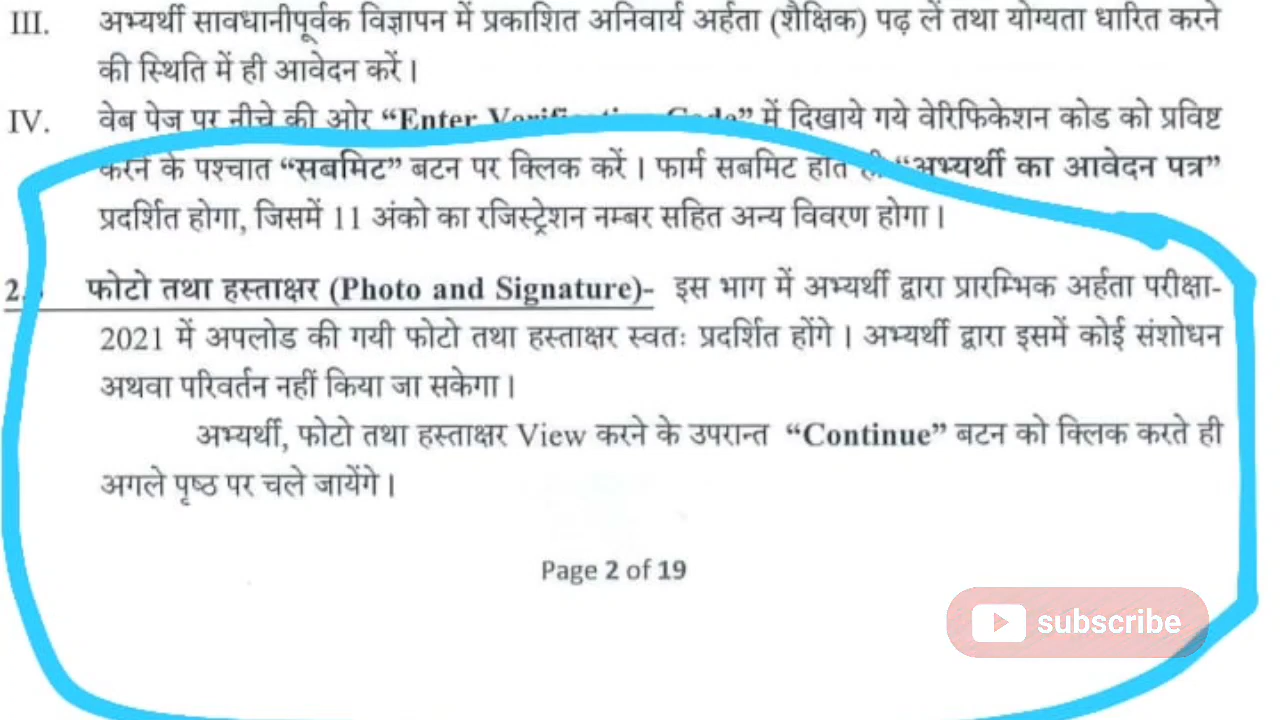 III. अभ्यर्थी सावधानीपूर्वक विज्ञापन में प्रकाशित अनिवार्य अर्हता (शैक्षिक) पढ़ लें तथा योग्यता धारित करने
की स्थिति में ही आवेदन करें।
IV. वेब पेज पर नीचे की ओर “Enter Verification Code” में दिखाये गये वेरिफिकेशन कोड को प्रविष्ट
करने के पश्चात “सबमिट” बटन पर क्लिक करें। फार्म सबमिट होते ही “अभ्यर्थी का आवेदन पत्र”
प्रदर्शित होगा, जिसमें 11 अंको का रजिस्ट्रेशन नम्बर सहित अन्य विवरण होगा।
2. फोटो तथा हस्ताक्षर (Photo and Signature)- इस भाग में अभ्यर्थी द्वारा प्रारम्भिक अर्हता परीक्षा-
2021 में अपलोड की गयी फोटो तथा हस्ताक्षर स्वतः प्रदर्शित होंगे। अभ्यर्थी द्वारा इसमें कोई संशोधन
अथवा परिवर्तन नहीं किया जा सकेगा।
अभ्यर्थी, फोटो तथा हस्ताक्षर View करने के उपरान्त “Continue” बटन को क्लिक करते ही
अगले पृष्ठ पर चले जायेंगे।
Page 2 of 19
subscribe